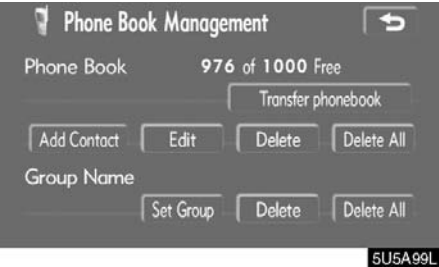 Phone Book Management
Phone Book 976 of 1000 Free
Transfer phonebook
Add Contact Edit Delete Delete All
Group Name
Set Group Delete Delete All
5U5A99L